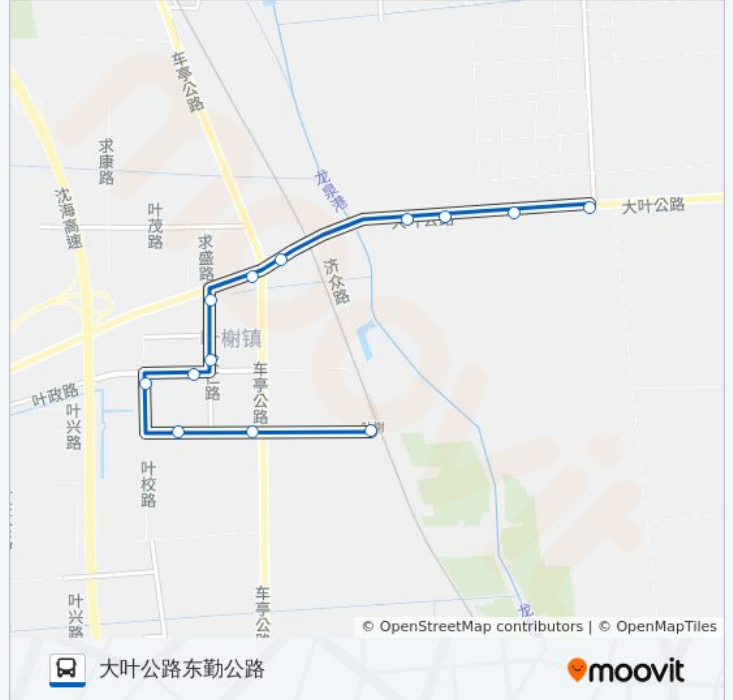 车亭公路
求康路
龙泉港
沈海高速
叶茂路
大叶公路
求盛路
济众路
榭镇
车亭公路
路
叶政路
叶兴路
叶校路
叶兴路
车亭公
龙
© OpenStreetMap contributors | © OpenMapTiles
大叶公路东勤公路
moovit